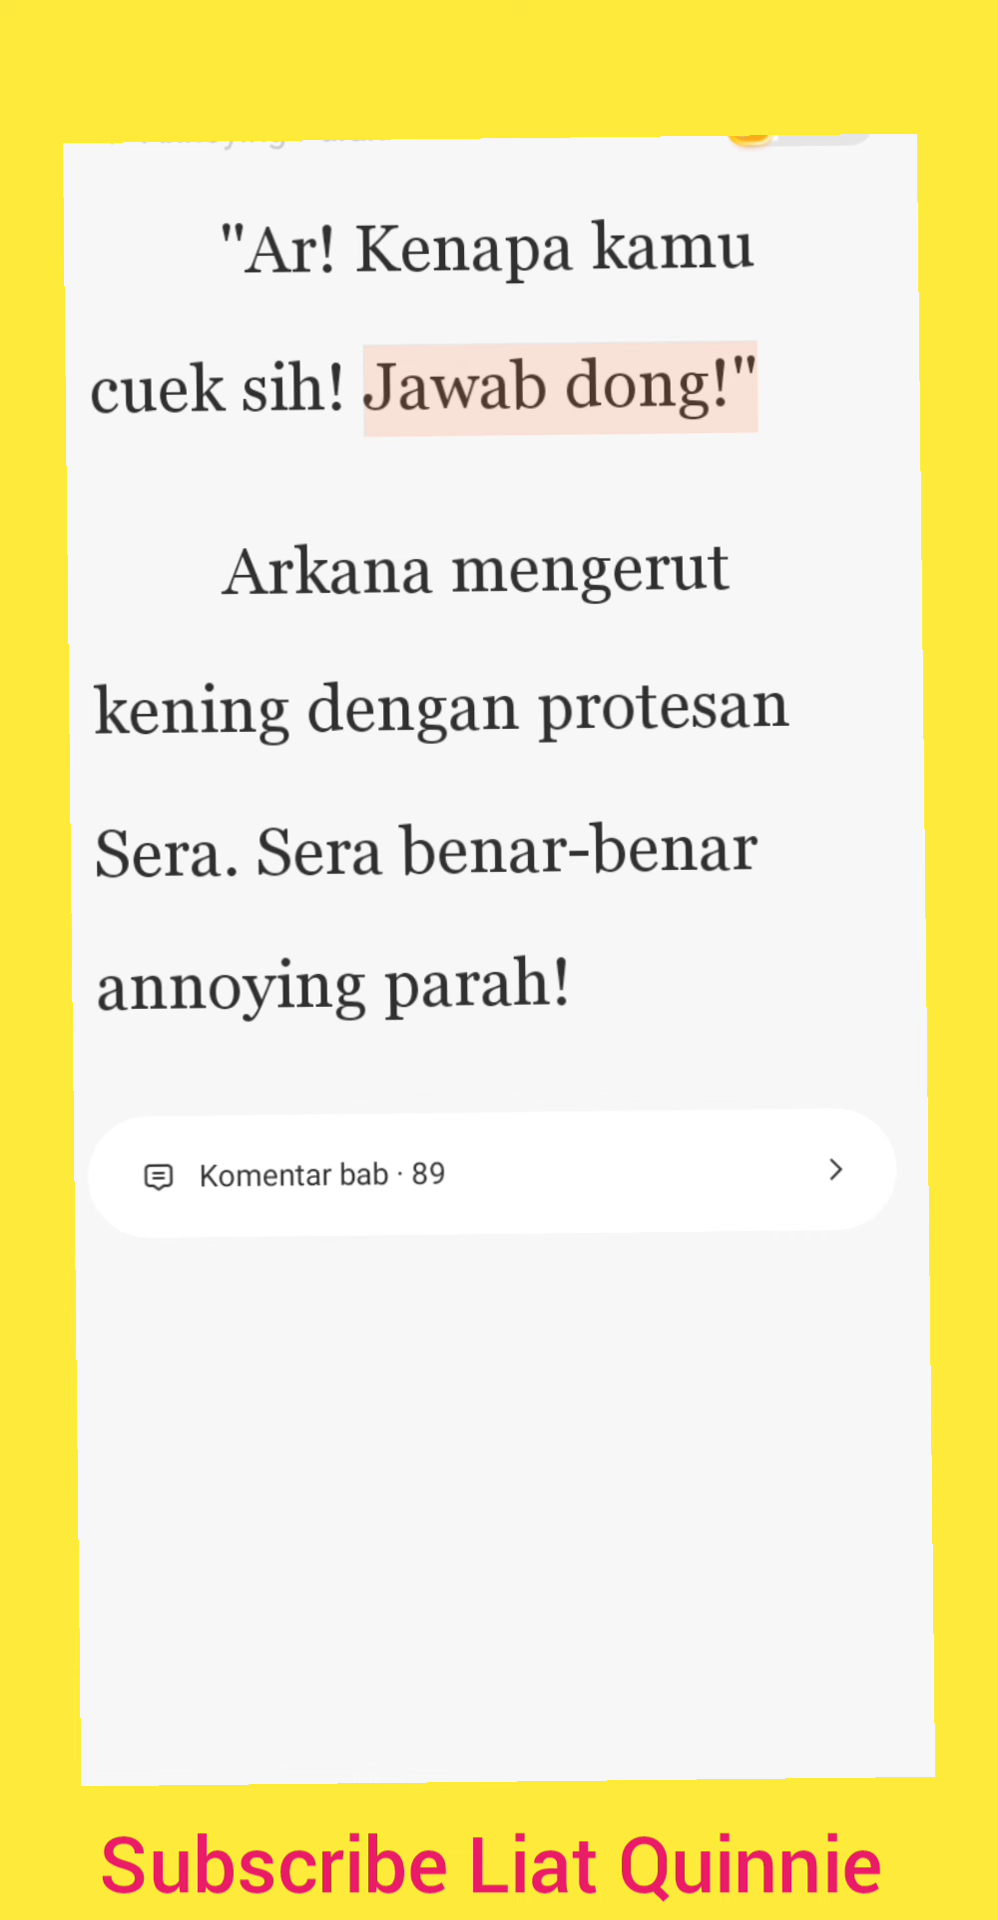 "Ar! Kenapa kamu
cuek sih! Jawab dong!"
Arkana mengerut
kening dengan protesan
Sera. Sera benar-benar
annoying parah!
Komentar bab · 89
Subscribe Liat Quinnie